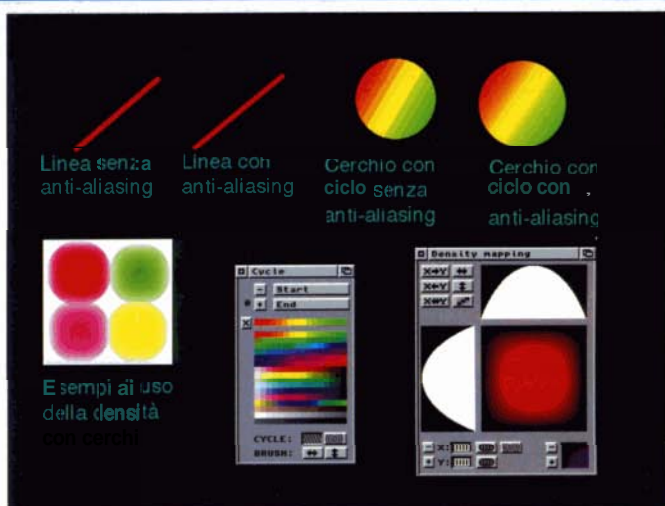 Linea senza
anti-aliasing
Linea con
anti-aliasing
Cerchio con
ciclo senza
anti-aliasing
Cerchio con
ciclo con
anti-aliasing
Esempi di uso
della densità
con cerchi
Cycle
Start
End
CYCLE:
BRUSH:
Density mapping
X→Y
X←Y
X↔Y
X:
Y: